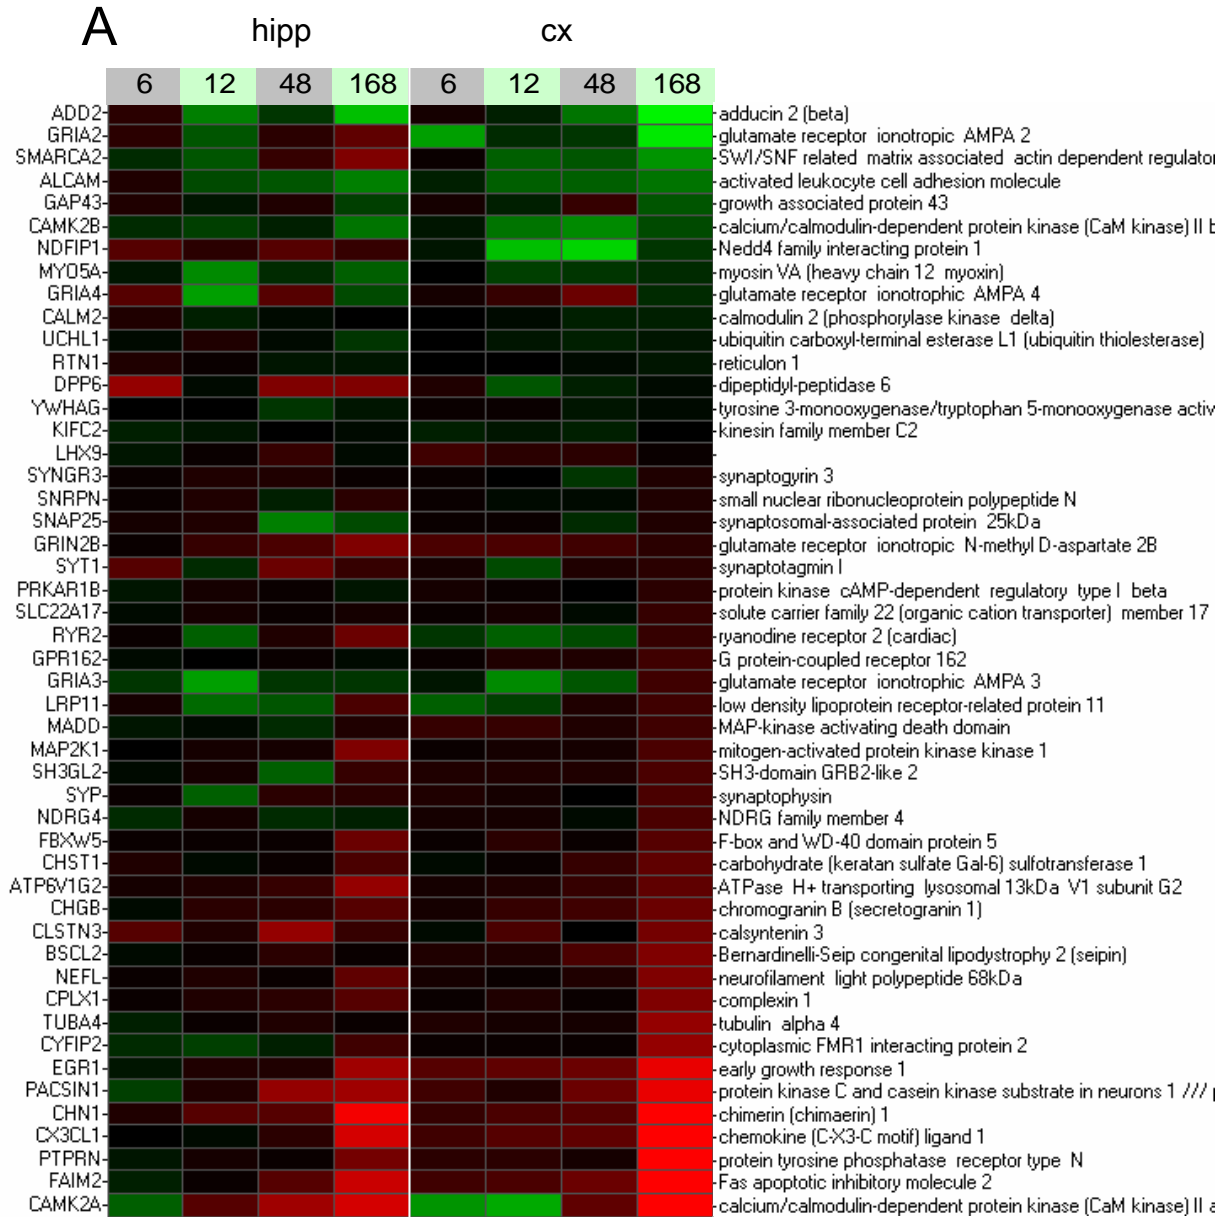 A
hipp cx
6 12 48 168 6 12 48 168
ADD2 adducin 2 (beta)
GRIA2 glutamate receptor ionotropic AMPA 2
SMARCA2 SWI/SNF related matrix associated actin dependent regulator
ALCAM activated leukocyte cell adhesion molecule
GAP43 growth associated protein 43
CAMK2B calcium/calmodulin-dependent protein kinase (CaM kinase) II b
NDFIP1 Nedd4 family interacting protein 1
MYO5A myosin VA (heavy chain 12 myoxin)
GRIA4 glutamate receptor ionotrophic AMPA 4
CALM2 calmodulin 2 (phosphorylase kinase delta)
UCHL1 ubiquitin carboxyl-terminal esterase L1 (ubiquitin thiolesterase)
RTN1 reticulon 1
DPP6 dipeptidyl-peptidase 6
YWHAG tyrosine 3-monooxygenase/tryptophan 5-monooxygenase activ
KIFC2 kinesin family member C2
LHX9
SYNGR3 synaptogyrin 3
SNRPN small nuclear ribonucleoprotein polypeptide N
SNAP25 synaptosomal-associated protein 25kDa
GRIN2B glutamate receptor ionotropic N-methyl D-aspartate 2B
SYT1 synaptotagmin I
PRKAR1B protein kinase cAMP-dependent regulatory type I beta
SLC22A17 solute carrier family 22 (organic cation transporter) member 17
RYR2 ryanodine receptor 2 (cardiac)
GPR162 G protein-coupled receptor 162
GRIA3 glutamate receptor ionotrophic AMPA 3
LRP11 low density lipoprotein receptor-related protein 11
MADD MAP-kinase activating death domain
MAP2K1 mitogen-activated protein kinase kinase 1
SH3GL2 SH3-domain GRB2-like 2
SYP synaptophysin
NDRG4 NDRG family member 4
FBXW5 F-box and WD-40 domain protein 5
CHST1 carbohydrate (keratan sulfate Gal-6) sulfotransferase 1
ATP6V1G2 ATPase H+ transporting lysosomal 13kDa V1 subunit G2
CHGB chromogranin B (secretogranin 1)
CLSTN3 calsyntenin 3
BSCL2 Bernardinelli-Seip congenital lipodystrophy 2 (seipin)
NEFL neurofilament light polypeptide 68kDa
CPLX1 complexin 1
TUBA4 tubulin alpha 4
CYFIP2 cytoplasmic FMR1 interacting protein 2
EGR1 early growth response 1
PACSIN1 protein kinase C and casein kinase substrate in neurons 1 /// p
CHN1 chimerin (chimaerin) 1
CX3CL1 chemokine (C-X3-C motif) ligand 1
PTPRN protein tyrosine phosphatase receptor type N
FAIM2 Fas apoptotic inhibitory molecule 2
CAMK2A calcium/calmodulin-dependent protein kinase (CaM kinase) II a